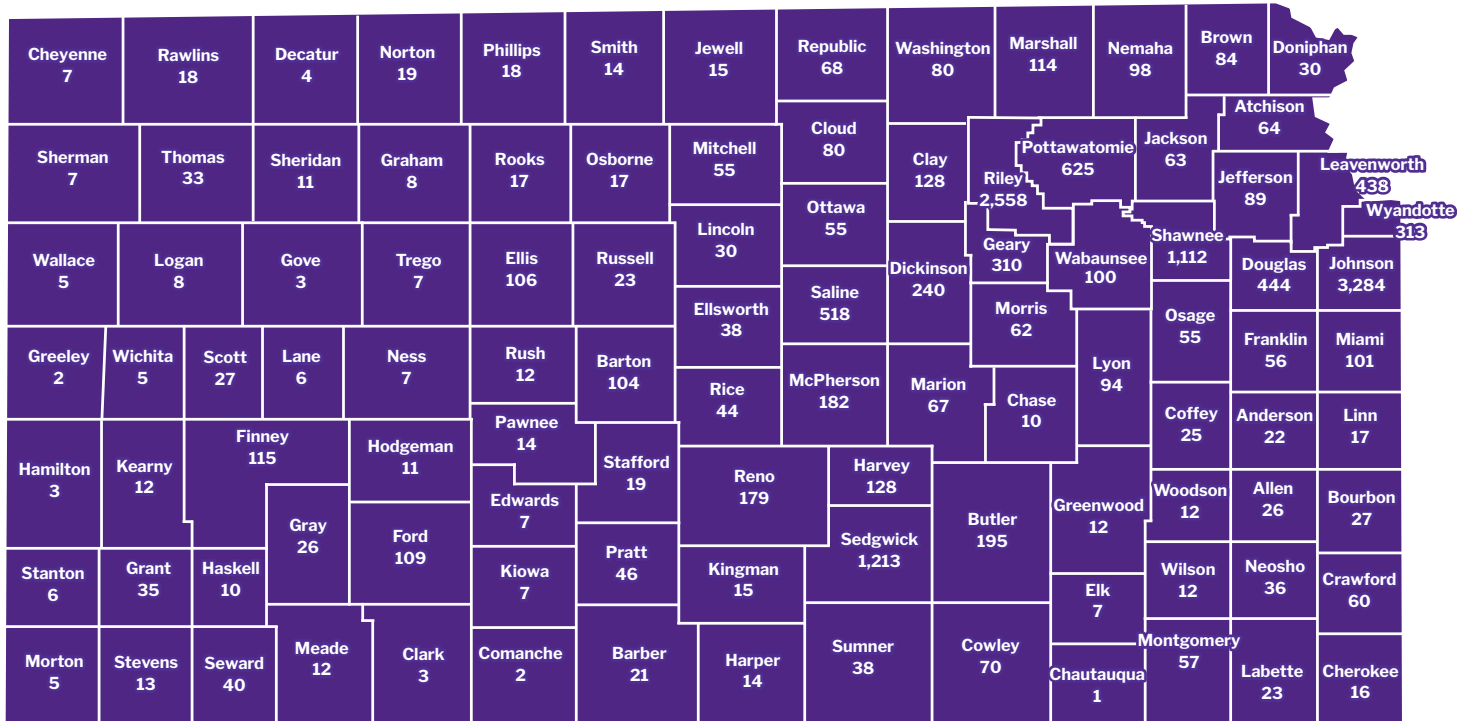 Cheyenne
7
Rawlins
18
Decatur
4
Norton
19
Phillips
18
Smith
14
Jewell
15
Republic
68
Washington
80
Marshall
114
Nemaha
98
Brown
84
Doniphan
30
Atchison
64
Sherman
7
Thomas
33
Sheridan
11
Graham
8
Rooks
17
Osborne
17
Mitchell
55
Cloud
80
Clay
128
Riley
2,558
Pottawatomie
625
Jackson
63
Jefferson
89
Leavenworth
438
Wyandotte
313
Wallace
5
Logan
8
Gove
3
Trego
7
Ellis
106
Russell
23
Lincoln
30
Ottawa
55
Dickinson
240
Geary
310
Wabaunsee
100
Shawnee
1,112
Douglas
444
Johnson
3,284
Ellsworth
38
Saline
518
Morris
62
Osage
55
Franklin
56
Miami
101
Greeley
2
Wichita
5
Scott
27
Lane
6
Ness
7
Rush
12
Barton
104
Rice
44
McPherson
182
Marion
67
Chase
10
Lyon
94
Coffey
25
Anderson
22
Linn
17
Hamilton
3
Kearny
12
Finney
115
Hodgeman
11
Pawnee
14
Stafford
19
Reno
179
Harvey
128
Edwards
7
Gray
26
Ford
109
Butler
195
Greenwood
12
Woodson
12
Allen
26
Bourbon
27
Sedgwick
1,213
Pratt
46
Kingman
15
Kiowa
7
Stanton
6
Grant
35
Haskell
10
Elk
7
Wilson
12
Neosho
36
Crawford
60
Morton
5
Stevens
13
Seward
40
Meade
12
Clark
3
Comanche
2
Barber
21
Harper
14
Sumner
38
Cowley
70
Chautauqua
1
Montgomery
57
Labette
23
Cherokee
16